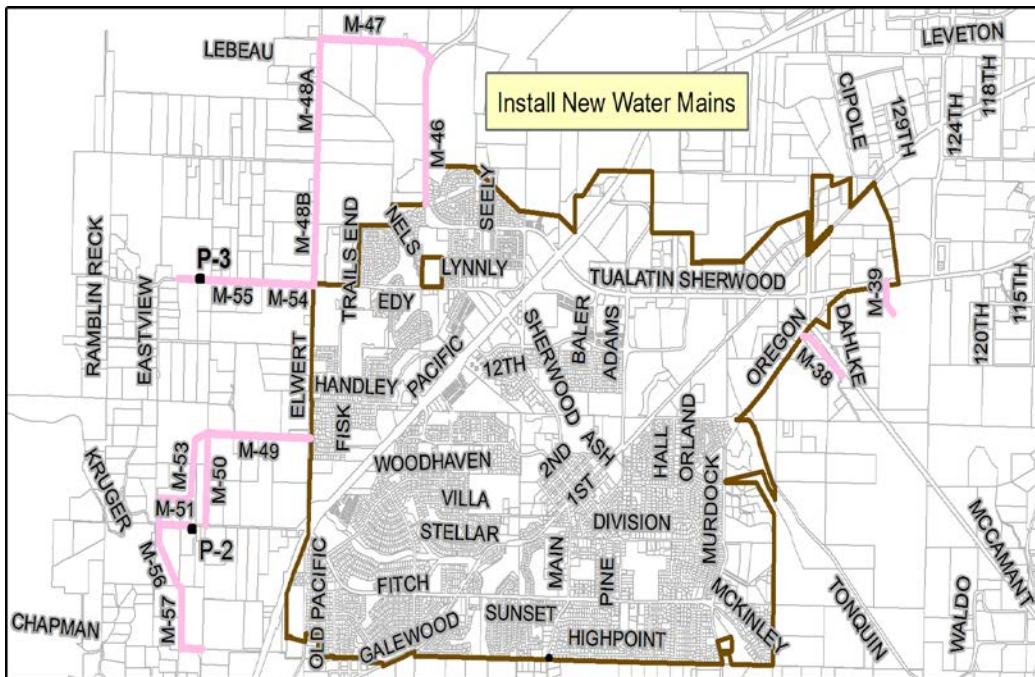 M-47
LEBEAU
LEVETON
M-48A
Install New Water Mains
CIPOLE
129TH
124TH
118TH
M-46
SEELY
M-48B
NELS
TRAILS END
RAMBLIN RECK
P-3
LYNNLY
TUALATIN SHERWOOD
EASTVIEW
M-55
M-54
EDY
M-39
115TH
120TH
BALER
ADAMS
SHERWOOD
OREGON
DAHLKE
M-38
ELWERT
PACIFIC
12TH
HANDLEY
FISK
M-49
M-53
M-50
KRUGER
WOODHAVEN
2ND
ASH
1ST
HALL
ORLAND
MURDOCK
M-51
P-2
VILLA
STELLAR
DIVISION
M-56
M-57
OLD PACIFIC
FITCH
MAIN
PINE
MCCAMANT
TONQUIN
WALDO
CHAPMAN
GALEWOOD
SUNSET
HIGHPOINT
MCKINLEY